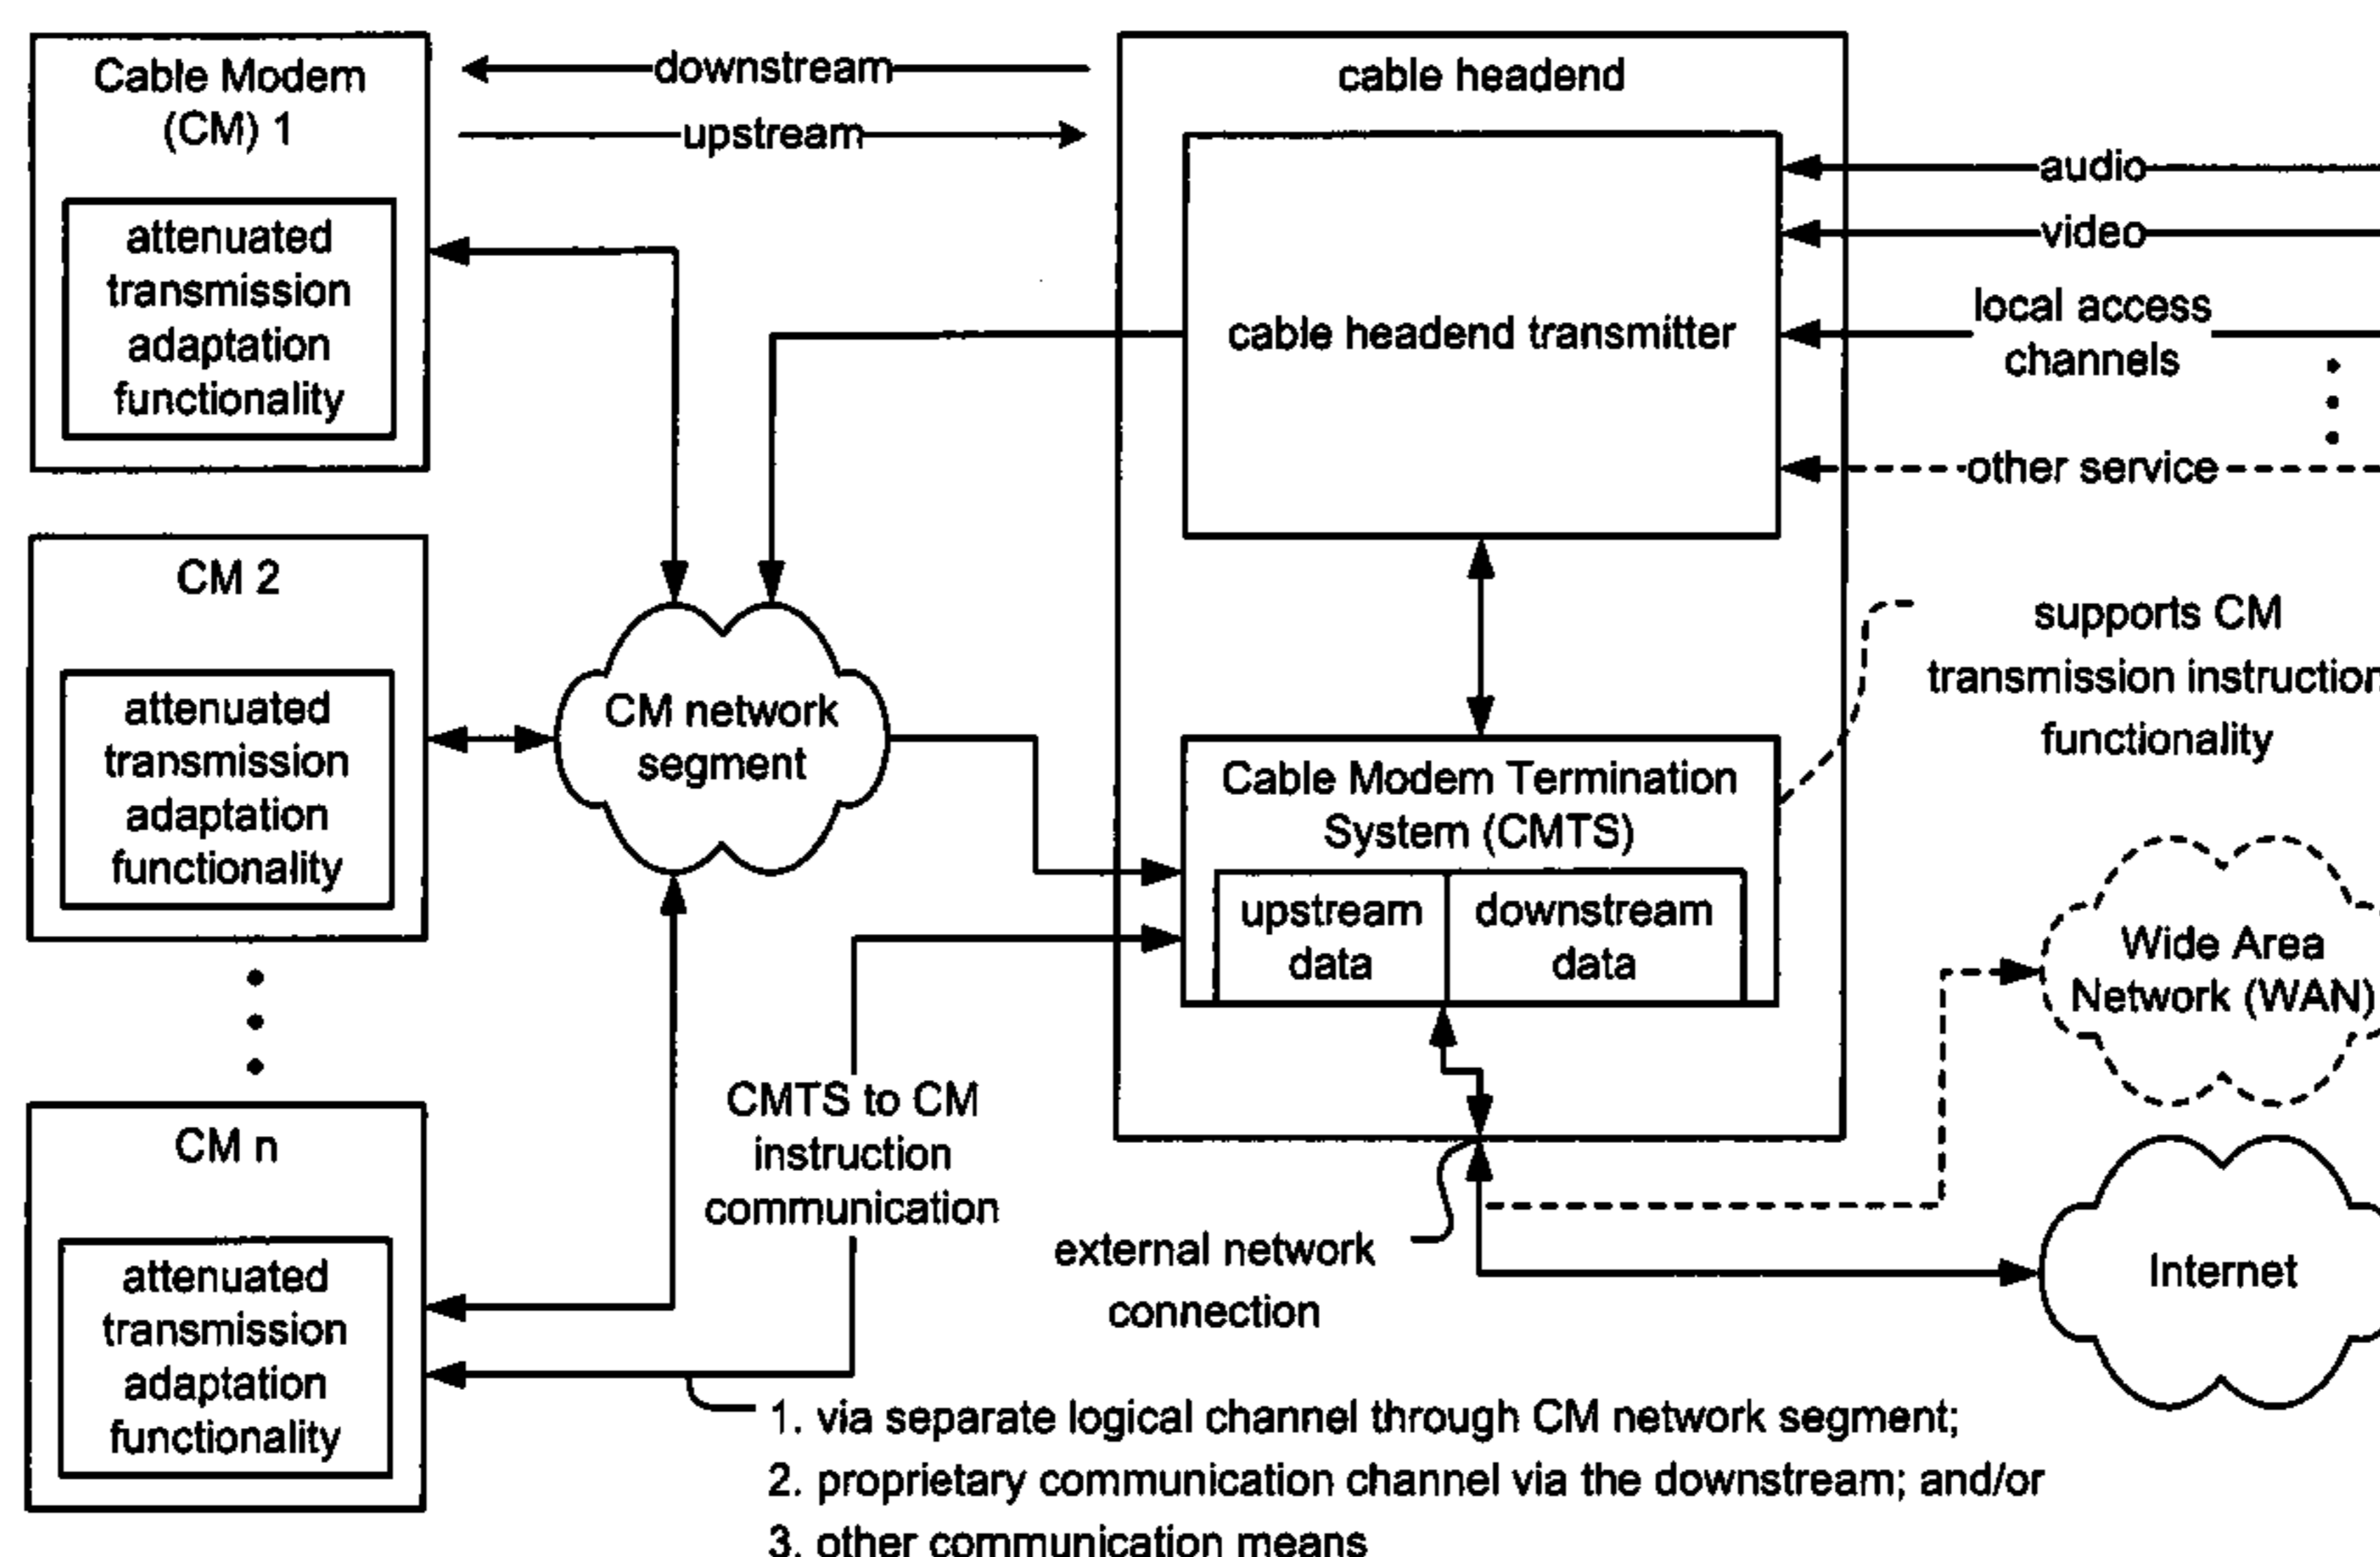 Cable Modem
(CM) 1
attenuated
transmission
adaptation
functionality
downstream
upstream
cable headend
cable headend transmitter
audio
video
local access
channels
other service
CM 2
attenuated
transmission
adaptation
functionality
CM network
segment
supports CM
transmission instruction
functionality
Cable Modem Termination
System (CMTS)
upstream
data
downstream
data
Wide Area
Network (WAN)
CM n
attenuated
transmission
adaptation
functionality
CMTS to CM
instruction
communication
external network
connection
Internet
1. via separate logical channel through CM network segment;
2. proprietary communication channel via the downstream; and/or
3. other communication means